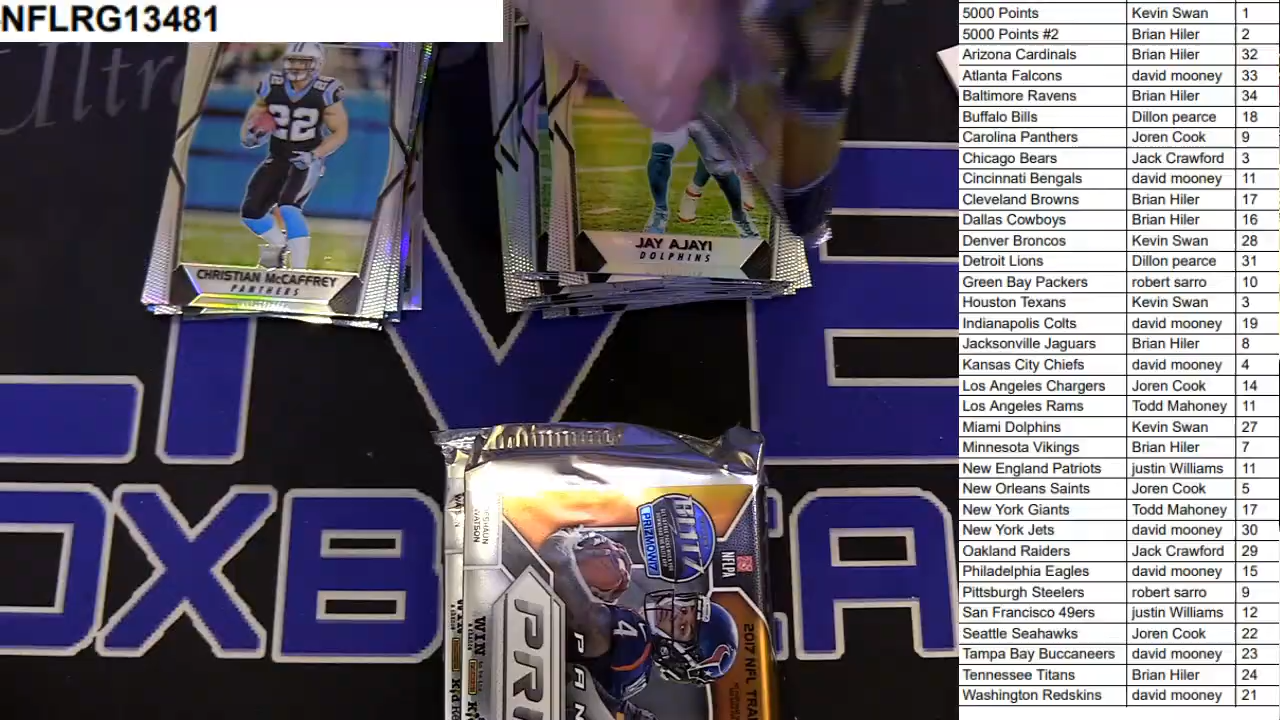 NFLRG13481
22
CHRISTIAN McCAFFREY
PANTHERS
JAY AJAYI
DOLPHINS
WATSON
PRIZMOWITZ
NFLPA
4
WIN
PRI
PAN
2017 NFL TRA
5000 Points Kevin Swan 1
5000 Points #2 Brian Hiler 2
Arizona Cardinals Brian Hiler 32
Atlanta Falcons david mooney 33
Baltimore Ravens Brian Hiler 34
Buffalo Bills Dillon pearce 18
Carolina Panthers Joren Cook 9
Chicago Bears Jack Crawford 3
Cincinnati Bengals david mooney 11
Cleveland Browns Brian Hiler 17
Dallas Cowboys Brian Hiler 16
Denver Broncos Kevin Swan 28
Detroit Lions Dillon pearce 31
Green Bay Packers robert sarro 10
Houston Texans Kevin Swan 3
Indianapolis Colts david mooney 19
Jacksonville Jaguars Brian Hiler 8
Kansas City Chiefs david mooney 4
Los Angeles Chargers Joren Cook 14
Los Angeles Rams Todd Mahoney 11
Miami Dolphins Kevin Swan 27
Minnesota Vikings Brian Hiler 7
New England Patriots justin Williams 11
New Orleans Saints Joren Cook 5
New York Giants Todd Mahoney 17
New York Jets david mooney 30
Oakland Raiders Jack Crawford 29
Philadelphia Eagles david mooney 15
Pittsburgh Steelers robert sarro 9
San Francisco 49ers justin Williams 12
Seattle Seahawks Joren Cook 22
Tampa Bay Buccaneers david mooney 23
Tennessee Titans Brian Hiler 24
Washington Redskins david mooney 21